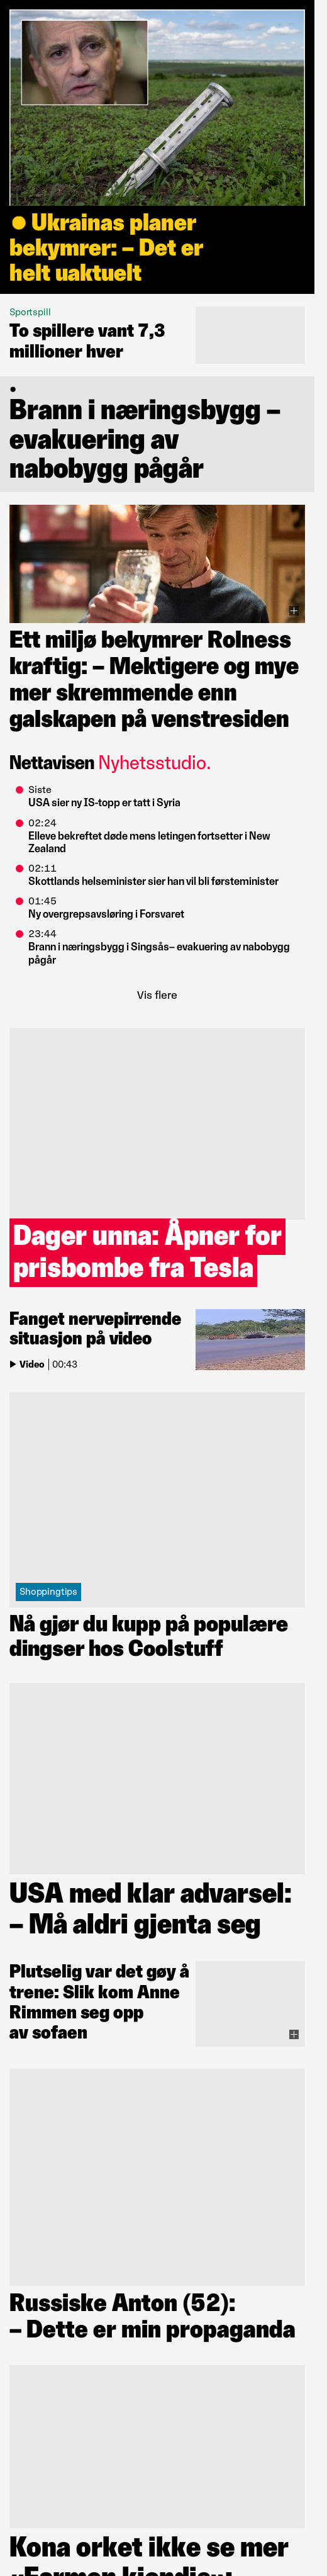 Ukrainas planer
bekymrer: – Det er
helt uaktuelt
Sportspill
To spillere vant 7,3
millioner hver
Brann i næringsbygg –
evakuering av
nabobygg pågår
Ett miljø bekymrer Rolness
kraftig: – Mektigere og mye
mer skremmende enn
galskapen på venstresiden
Nettavisen Nyhetsstudio.
Siste
USA sier ny IS-topp er tatt i Syria
02:24
Elleve bekreftet døde mens letingen fortsetter i New
Zealand
02:11
Skottlands helseminister sier han vil bli førsteminister
01:45
Ny overgrepsavsløring i Forsvaret
23:44
Brann i næringsbygg i Singsås– evakuering av nabobygg
pågår
Vis flere
Dager unna: Åpner for
prisbombe fra Tesla
Fanget nervepirrende
situasjon på video
Video | 00:43
Shoppingtips
Nå gjør du kupp på populære
dingser hos Coolstuff
USA med klar advarsel:
– Må aldri gjenta seg
Plutselig var det gøy å
trene: Slik kom Anne
Rimmen seg opp
av sofaen
Russiske Anton (52):
– Dette er min propaganda
Kona orket ikke se mer
«Farmen kjendis»: